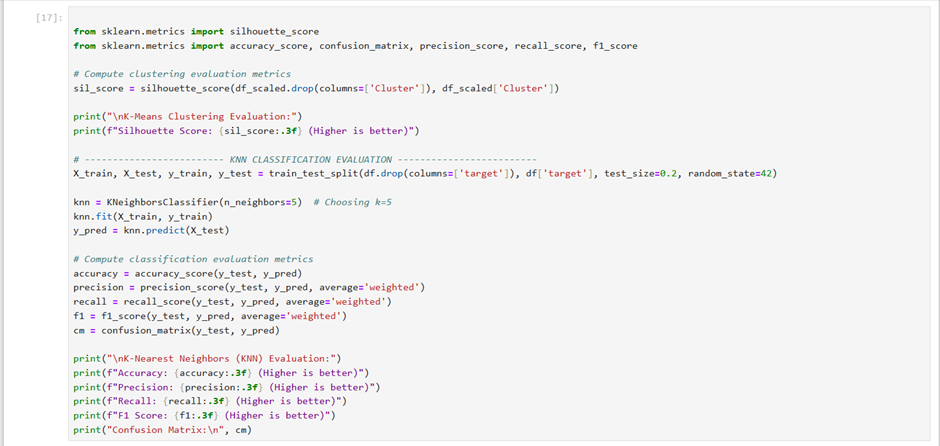 [17]:
from sklearn.metrics import silhouette_score
from sklearn.metrics import accuracy_score, confusion_matrix, precision_score, recall_score, f1_score
# Compute clustering evaluation metrics
sil_score = silhouette_score(df_scaled.drop(columns=['Cluster']), df_scaled['Cluster'])
print("\nK-Means Clustering Evaluation:")
print(f"Silhouette Score: {sil_score:.3f} (Higher is better)")
# ------------------------- KNN CLASSIFICATION EVALUATION -------------------------
X_train, X_test, y_train, y_test = train_test_split(df.drop(columns=['target']), df['target'], test_size=0.2, random_state=42)
knn = KNeighborsClassifier(n_neighbors=5)  # Choosing k=5
knn.fit(X_train, y_train)
y_pred = knn.predict(X_test)
# Compute classification evaluation metrics
accuracy = accuracy_score(y_test, y_pred)
precision = precision_score(y_test, y_pred, average='weighted')
recall = recall_score(y_test, y_pred, average='weighted')
f1 = f1_score(y_test, y_pred, average='weighted')
cm = confusion_matrix(y_test, y_pred)
print("\nK-Nearest Neighbors (KNN) Evaluation:")
print(f"Accuracy: {accuracy:.3f} (Higher is better)")
print(f"Precision: {precision:.3f} (Higher is better)")
print(f"Recall: {recall:.3f} (Higher is better)")
print(f"F1 Score: {f1:.3f} (Higher is better)")
print("Confusion Matrix:\n", cm)